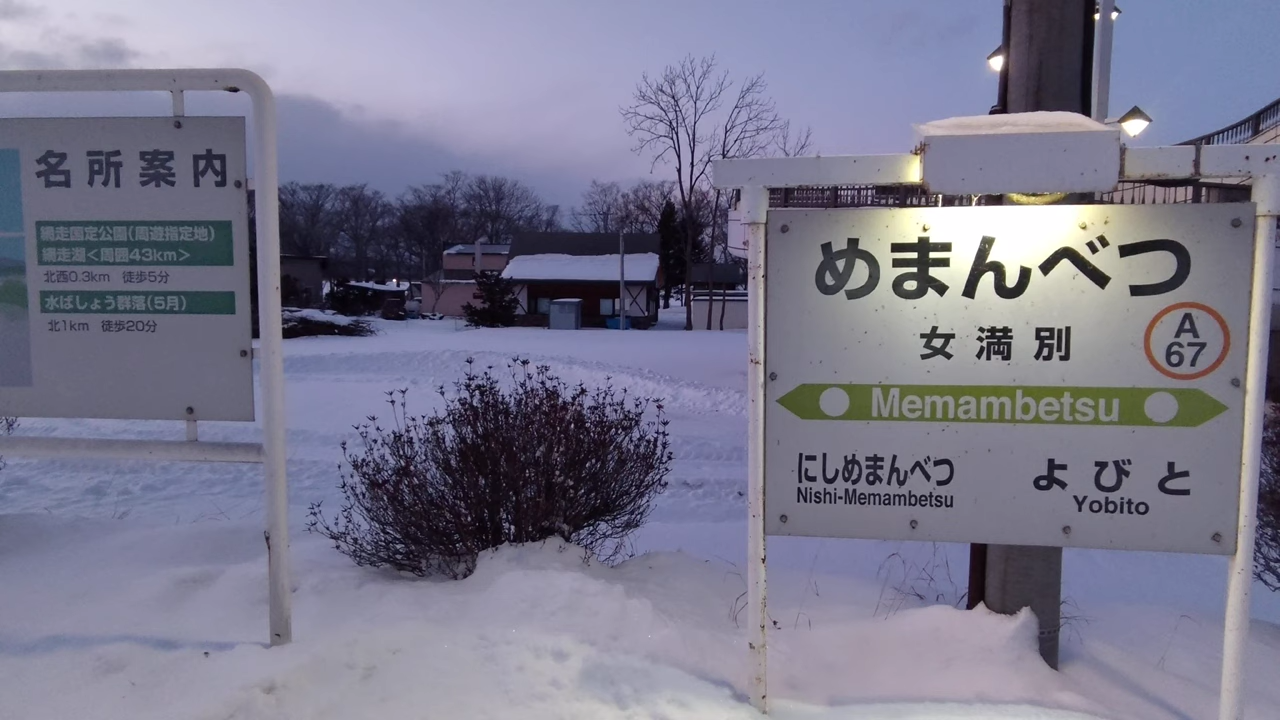 名所案内
網走国定公園(周遊指定地)
網走湖<周囲43km>
北西0.3km 徒歩5分
水ばしょう群落(5月)
北1km 徒歩20分
めまんべつ
女満別
A
67
Memambetsu
にしめまんべつ
Nishi-Memambetsu
よびと
Yobito